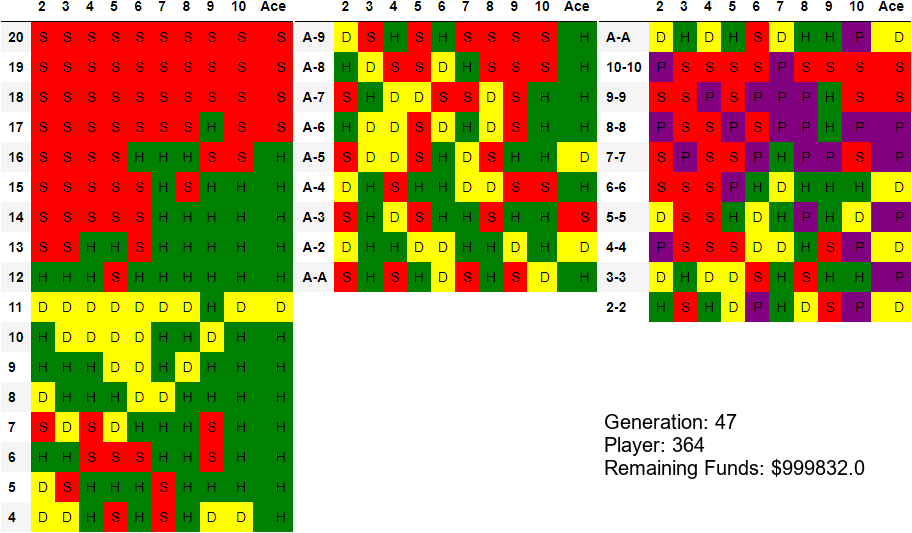 2 3 4 5 6 7 8 9 10 Ace
20 S S S S S S S S S S
19 S S S S S S S S S S
18 S S S S S S S S S S
17 S S S S S S S H S S
16 S S S S H H H S S H
15 S S S S S H S H H H
14 S S S S S H H H H H
13 S S H H S H H H H H
12 H H H S H H H H H H
11 D D D D D D D H D D
10 H D D D D H H D H H
9 H H H D D H D H H H
8 D H H H D D H H H H
7 S D S D H H H S H H
6 H H S S S H H S H H
5 D S H H H S H H H H
4 D D H S H S H D D H
2 3 4 5 6 7 8 9 10 Ace
A-9 D S H S H S S S S H
A-8 H D S S D H S S S H
A-7 S H D D S S D S H H
A-6 H D D S D H D S H H
A-5 S D D S H D S H H D
A-4 D H S H H D D S S H
A-3 S H D S H H S H H S
A-2 D H H D D H H D H D
A-A S H S H D S H S D H
2 3 4 5 6 7 8 9 10 Ace
A-A D H D H S D H H P D
10-10 P S S S S P S S S S
9-9 S S P S P P P H S S
8-8 P S S P S P P H P P
7-7 S P S S P H P P S P
6-6 S S S P H D H H H D
5-5 D S S H D H P H D P
4-4 P S S S D D H S P D
3-3 D H D D S H S H H P
2-2 H S H D P H D S P D
Generation: 47
Player: 364
Remaining Funds: $999832.0